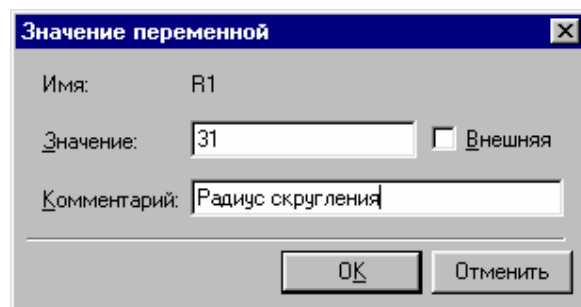 Значение переменной
Имя: R1
Значение: 31 Внешняя
Комментарий: Радиус скругления
OK Отменить